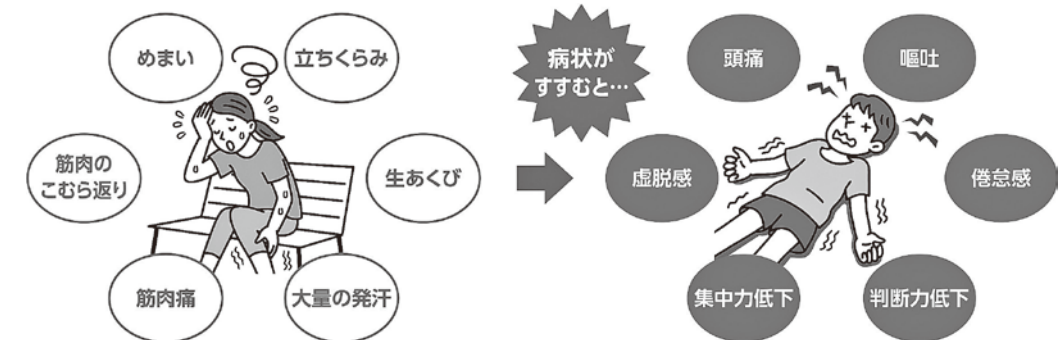 めまい
立ちくらみ
筋肉の
こむら返り
生あくび
筋肉痛
大量の発汗
病状が
すすむと…
頭痛
嘔吐
虚脱感
倦怠感
集中力低下
判断力低下